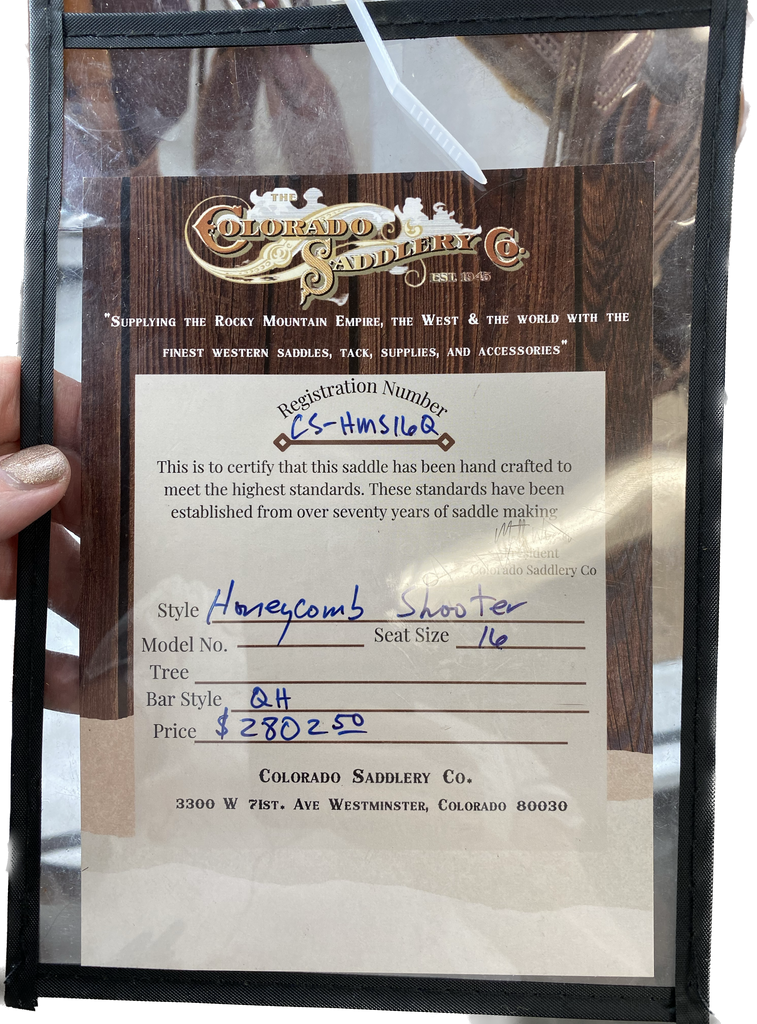 THE
COLORADO
SADDLERY CO.
EST. 1945
"SUPPLYING THE ROCKY MOUNTAIN EMPIRE, THE WEST & THE WORLD WITH THE
FINEST WESTERN SADDLES, TACK, SUPPLIES, AND ACCESSORIES"
Registration Number
CS-HMS16Q
This is to certify that this saddle has been hand crafted to
meet the highest standards. These standards have been
established from over seventy years of saddle making
President
Colorado Saddlery Co
Style Honeycomb Shooter
Model No. Seat Size 16
Tree
Bar Style QH
Price $2802 50
COLORADO SADDLERY CO.
3300 W 71ST. AVE WESTMINSTER, COLORADO 80030